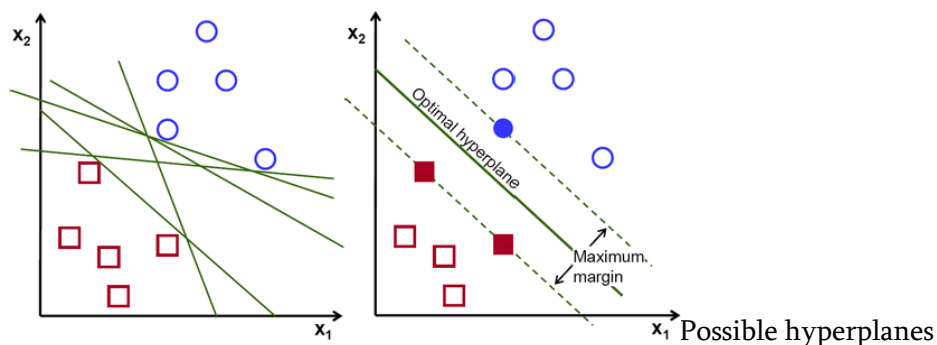 x2
x1
x2
Optimal hyperplane
Maximum
margin
x1
Possible hyperplanes